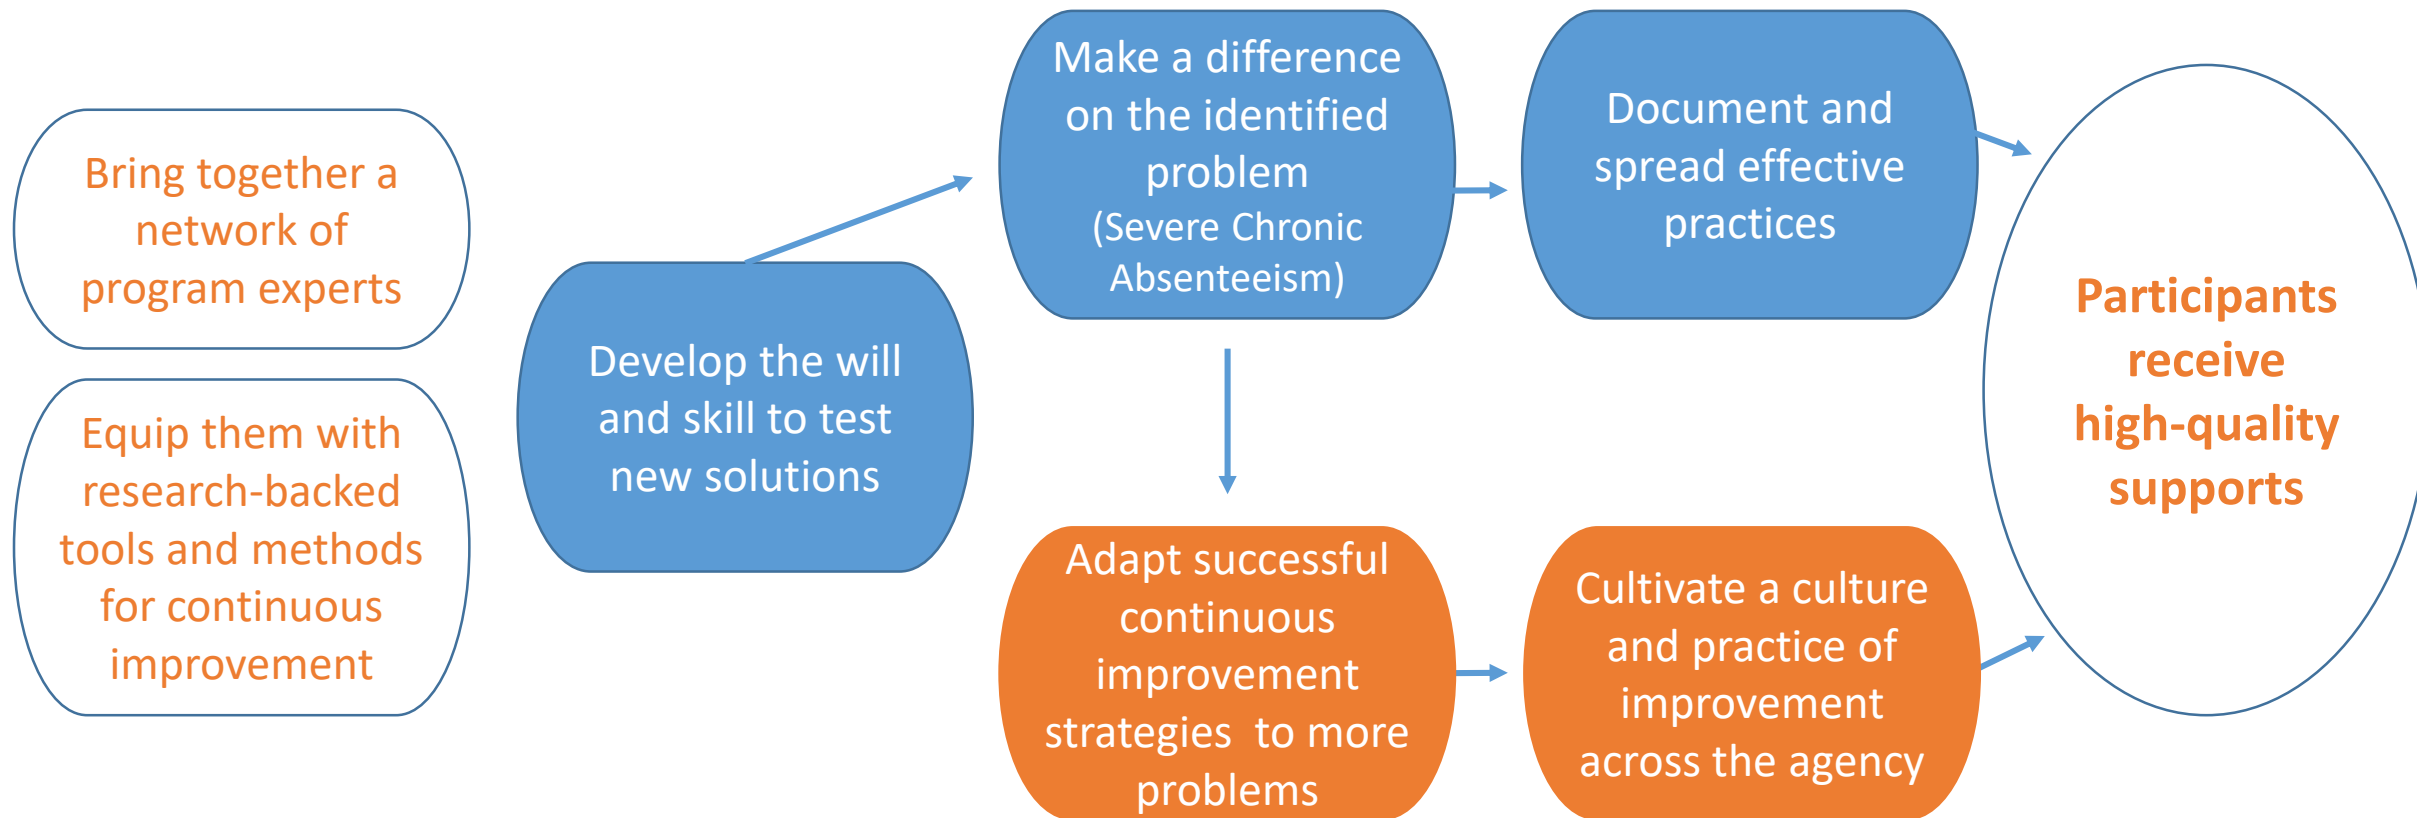 Bring together a
network of
program experts
Equip them with
research-backed
tools and methods
for continuous
improvement
Develop the will
and skill to test
new solutions
Make a difference
on the identified
problem
(Severe Chronic
Absenteeism)
Document and
spread effective
practices
Adapt successful
continuous
improvement
strategies  to more
problems
Cultivate a culture
and practice of
improvement
across the agency
Participants
receive
high-quality
supports